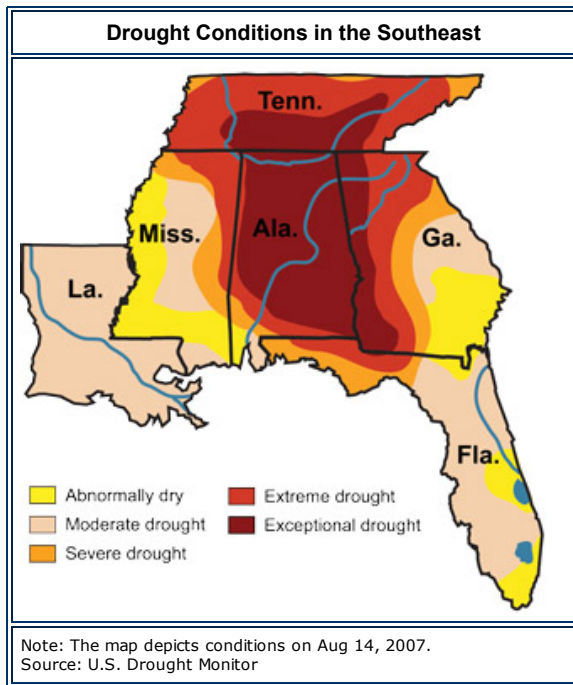 Drought Conditions in the Southeast
Tenn.
Miss.
Ala.
Ga.
La.
Fla.
Abnormally dry
Extreme drought
Moderate drought
Exceptional drought
Severe drought
Note: The map depicts conditions on Aug 14, 2007.
Source: U.S. Drought Monitor